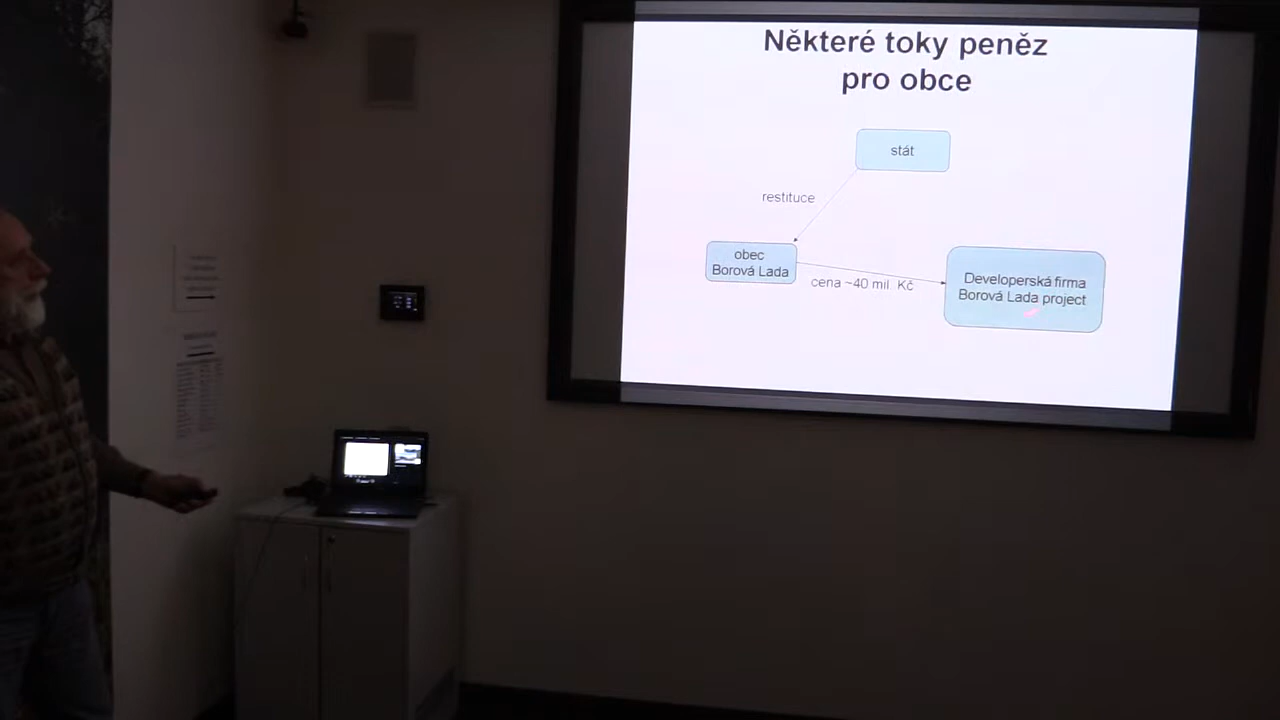 Některé toky peněz
pro obce
stát
restituce
obec
Borová Lada
cena ~40 mil. Kč
Developerská firma
Borová Lada project